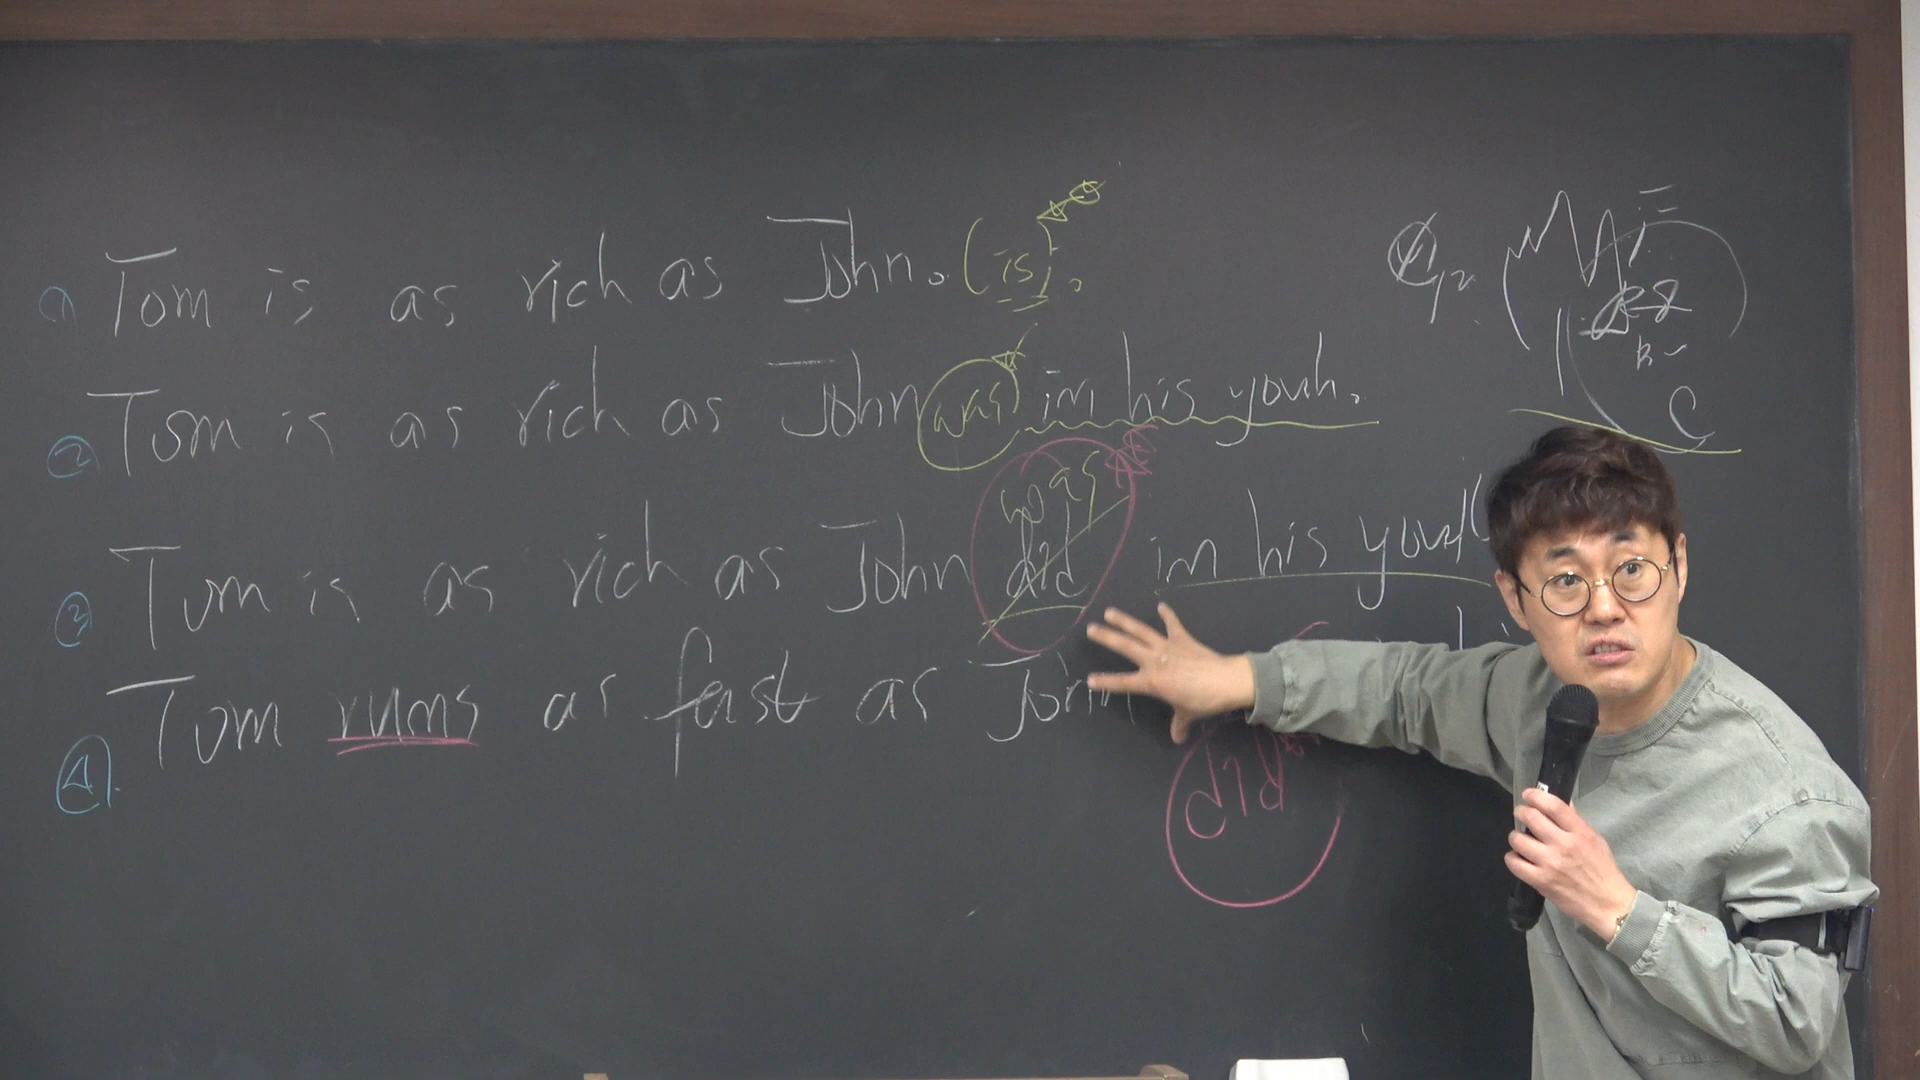 ① Tom is as rich as John. (is).
② Tom is as rich as John was in his youh.
was
③ Tom is as rich as John did in his youth
④. Tom runs as fast as John
did
C